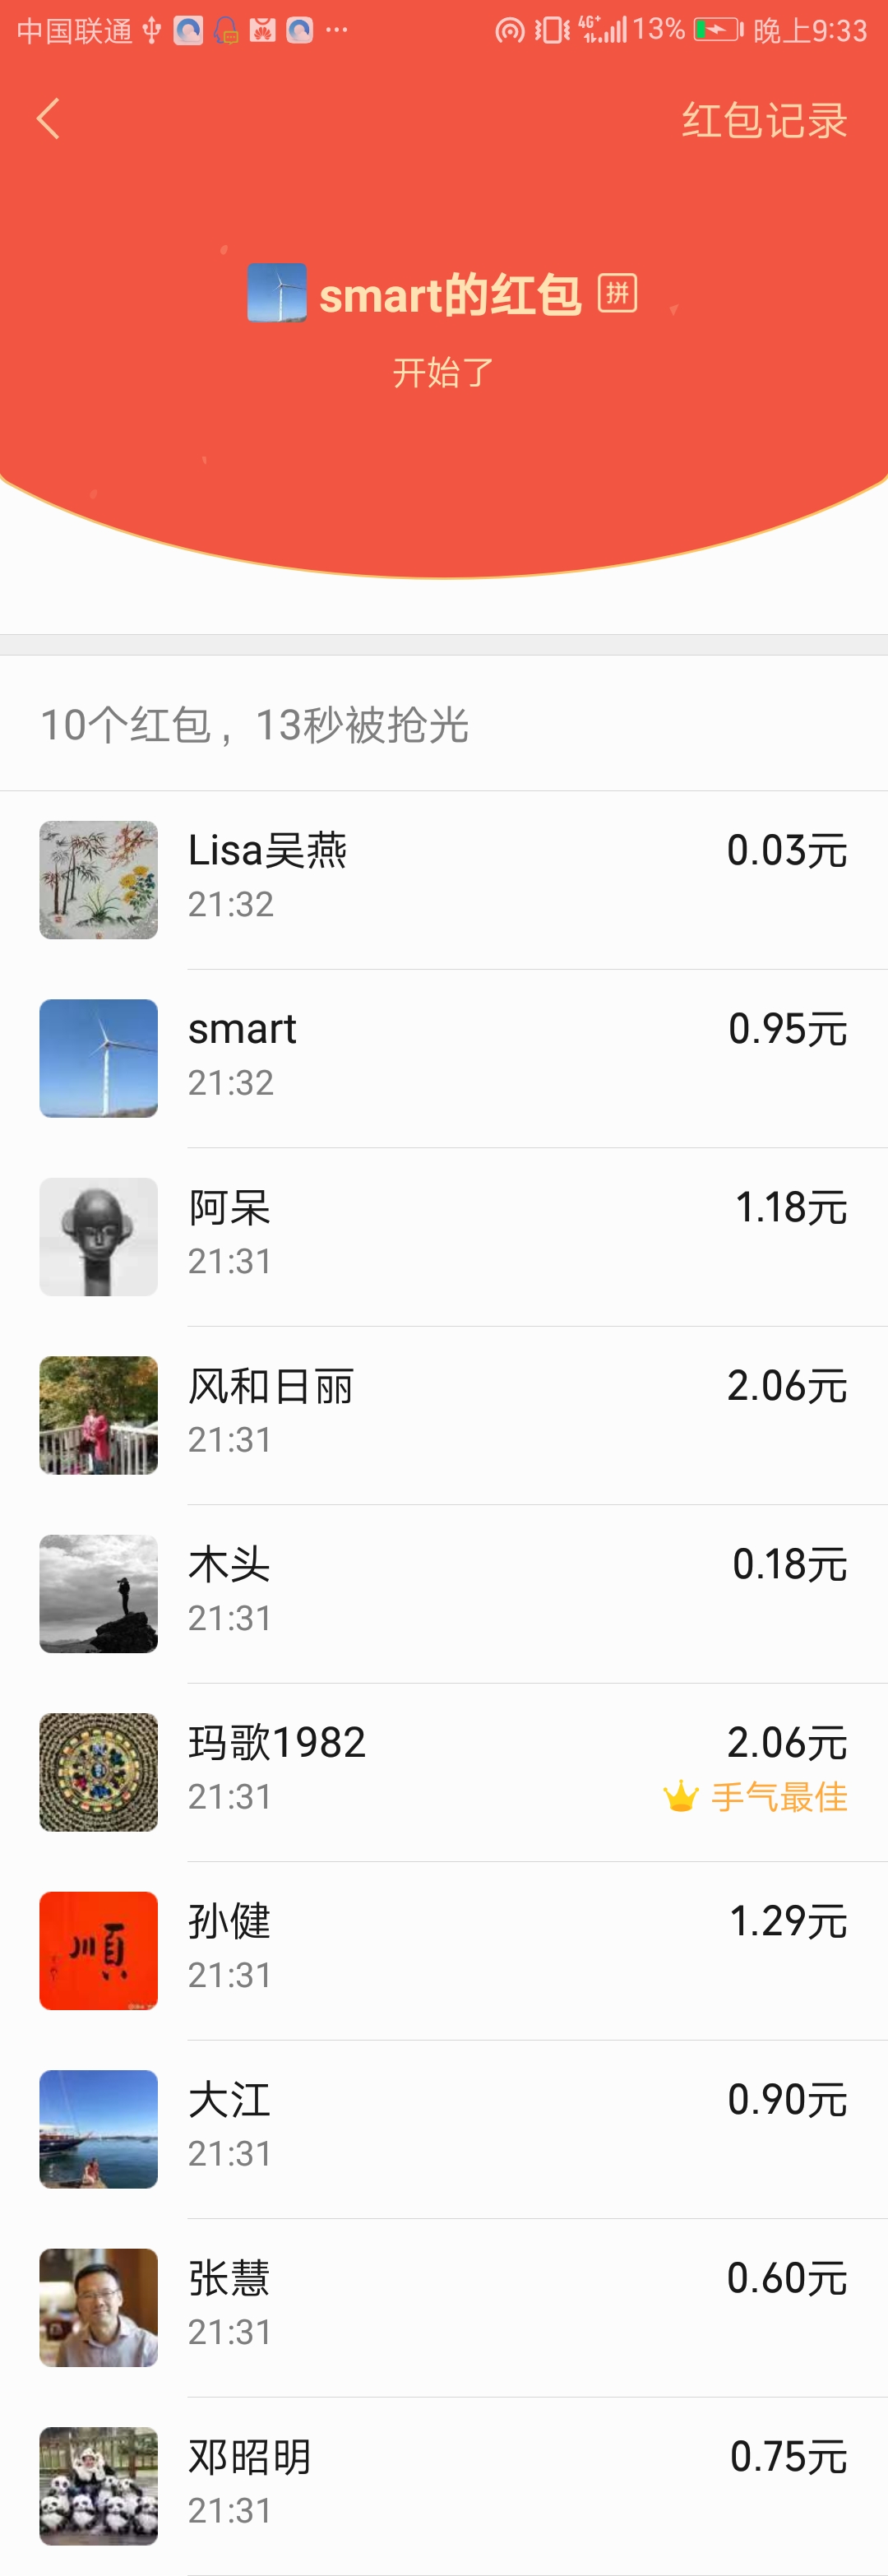 中国联通 4G+ 13% 晚上9:33
红包记录
smart的红包 拼
开始了
10个红包，13秒被抢光
Lisa吴燕 0.03元
21:32
smart 0.95元
21:32
阿呆 1.18元
21:31
风和日丽 2.06元
21:31
木头 0.18元
21:31
玛歌1982 2.06元
21:31 手气最佳
順
孙健 1.29元
21:31
大江 0.90元
21:31
张慧 0.60元
21:31
邓昭明 0.75元
21:31